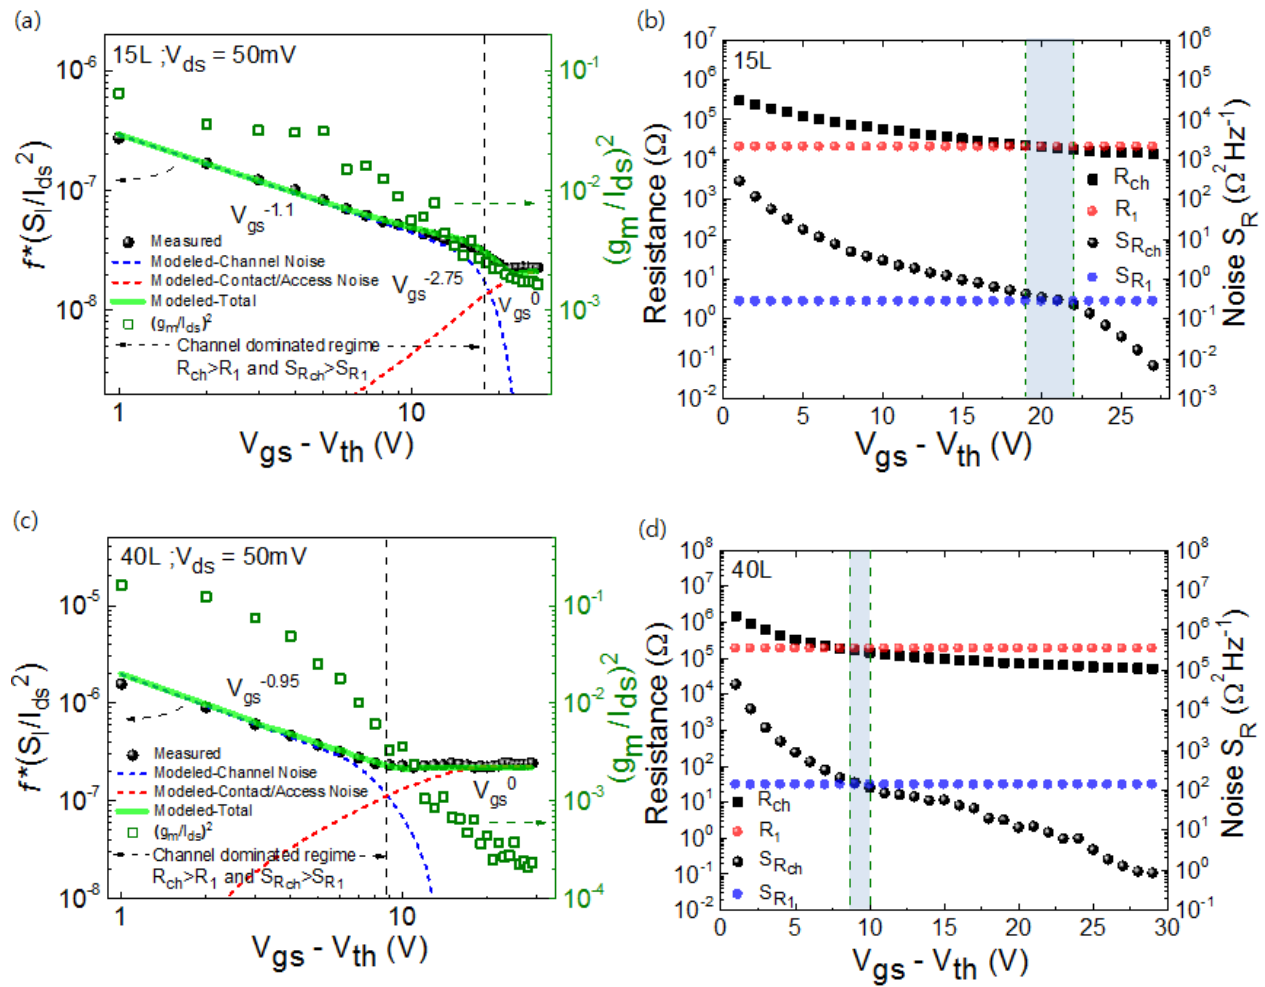 (a)
15L ;Vds = 50mV
f*(SI/Ids²)
10⁻⁶
10⁻⁷
10⁻⁸
Vgs^-1.1
Vgs^-2.75
Vgs^0
Measured
Modeled-Channel Noise
Modeled-Contact/Access Noise
Modeled-Total
(gm/Ids)²
Channel dominated regime
Rch>R1 and SRch>SR1
10⁻¹
10⁻²
10⁻³
(gm/Ids)²
1
10
Vgs - Vth (V)
(b)
15L
Resistance (Ω)
10⁷
10⁶
10⁵
10⁴
10³
10²
10¹
10⁰
10⁻¹
10⁻²
Rch
R1
SRch
SR1
10⁶
10⁵
10⁴
10³
10²
10¹
10⁰
10⁻¹
10⁻²
10⁻³
Noise SR (Ω²Hz⁻¹)
0
5
10
15
20
25
Vgs - Vth (V)
(c)
40L ;Vds = 50mV
f*(SI/Ids²)
10⁻⁵
10⁻⁶
10⁻⁷
10⁻⁸
Vgs^-0.95
Vgs^0
Measured
Modeled-Channel Noise
Modeled-Contact/Access Noise
Modeled-Total
(gm/Ids)²
Channel dominated regime
Rch>R1 and SRch>SR1
10⁻¹
10⁻²
10⁻³
10⁻⁴
(gm/Ids)²
1
10
Vgs - Vth (V)
(d)
40L
Resistance (Ω)
10⁸
10⁷
10⁶
10⁵
10⁴
10³
10²
10¹
10⁰
10⁻¹
10⁻²
Rch
R1
SRch
SR1
10⁸
10⁷
10⁶
10⁵
10⁴
10³
10²
10¹
10⁰
10⁻¹
Noise SR (Ω²Hz⁻¹)
0
5
10
15
20
25
30
Vgs - Vth (V)